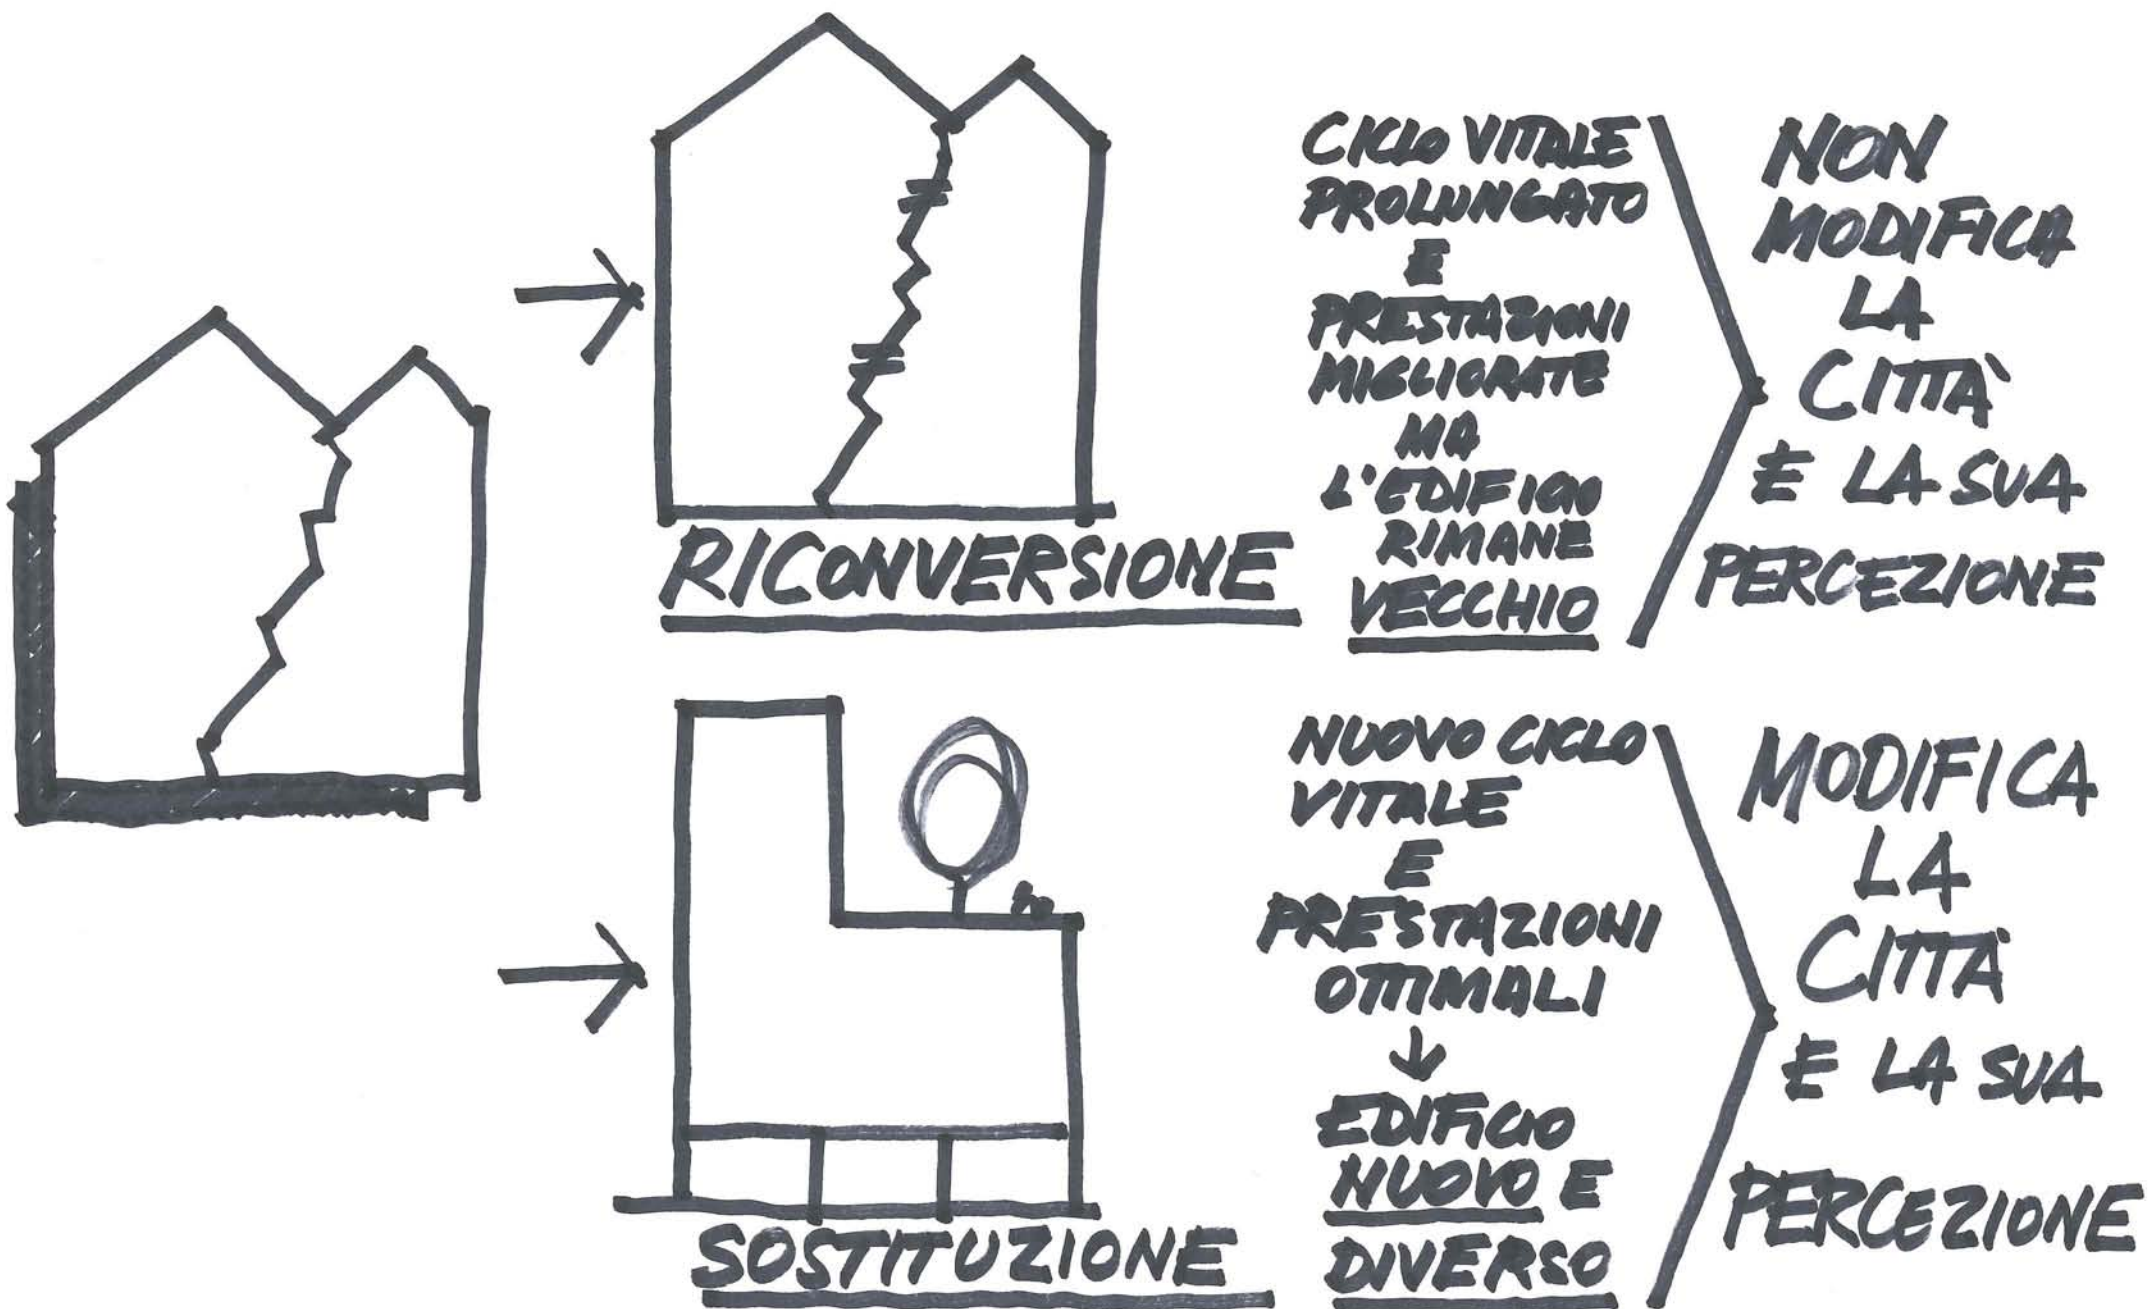 RICONVERSIONE
CICLO VITALE
PROLUNGATO
E
PRESTAZIONI
MIGLIORATE
MA
L'EDIFICIO
RIMANE
VECCHIO
NON
MODIFICA
LA
CITTÀ
E LA SUA
PERCEZIONE
SOSTITUZIONE
NUOVO CICLO
VITALE
E
PRESTAZIONI
OTTIMALI
↓
EDIFICIO
NUOVO E
DIVERSO
MODIFICA
LA
CITTÀ
E LA SUA
PERCEZIONE